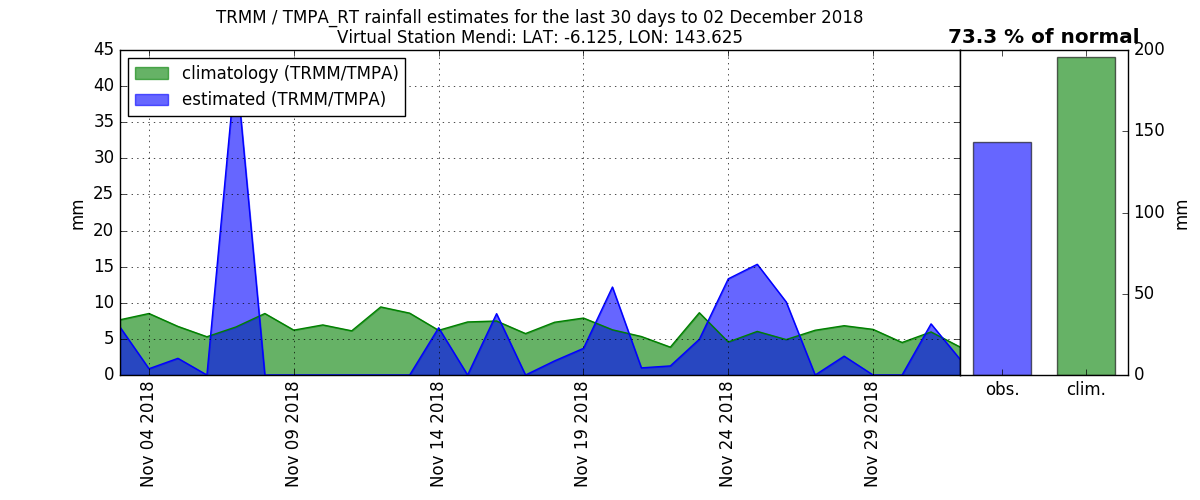 TRMM / TMPA_RT rainfall estimates for the last 30 days to 02 December 2018
Virtual Station Mendi: LAT: -6.125, LON: 143.625
73.3 % of normal
climatology (TRMM/TMPA)
estimated (TRMM/TMPA)
45
40
35
30
25
20
15
10
5
0
mm
Nov 04 2018
Nov 09 2018
Nov 14 2018
Nov 19 2018
Nov 24 2018
Nov 29 2018
200
150
100
50
0
mm
obs.
clim.